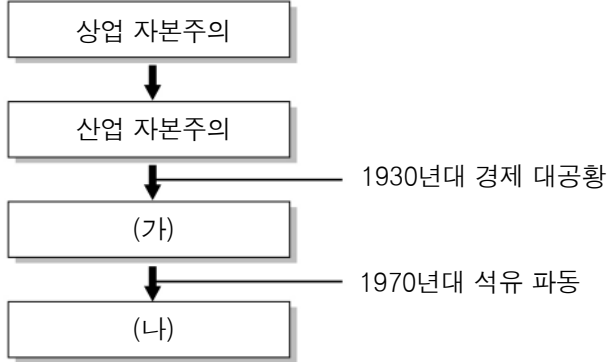 상업 자본주의
산업 자본주의
1930년대 경제 대공황
(가)
1970년대 석유 파동
(나)